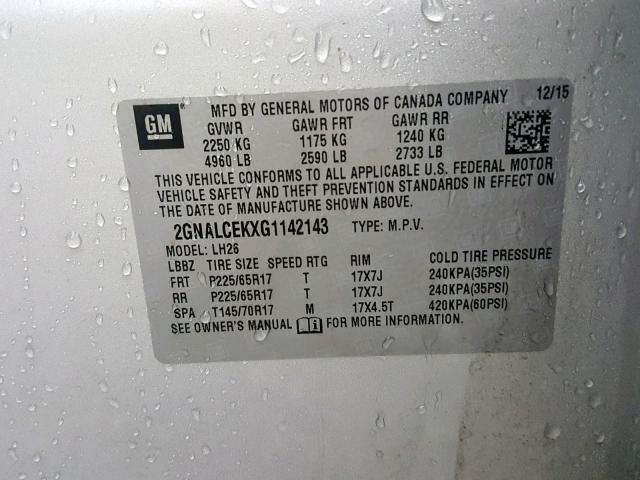 GM
MFD BY GENERAL MOTORS OF CANADA COMPANY 12/15
GVWR GAWR FRT GAWR RR
2250 KG 1175 KG 1240 KG
4960 LB 2590 LB 2733 LB
THIS VEHICLE CONFORMS TO ALL APPLICABLE U.S. FEDERAL MOTOR
VEHICLE SAFETY AND THEFT PREVENTION STANDARDS IN EFFECT ON
THE DATE OF MANUFACTURE SHOWN ABOVE.
2GNALCEKXG1142143 TYPE: M.P.V.
MODEL: LH26
LBBZ TIRE SIZE SPEED RTG RIM COLD TIRE PRESSURE
FRT P225/65R17 T 17X7J 240KPA(35PSI)
RR P225/65R17 T 17X7J 240KPA(35PSI)
SPA T145/70R17 M 17X4.5T 420KPA(60PSI)
SEE OWNER'S MANUAL FOR MORE INFORMATION.